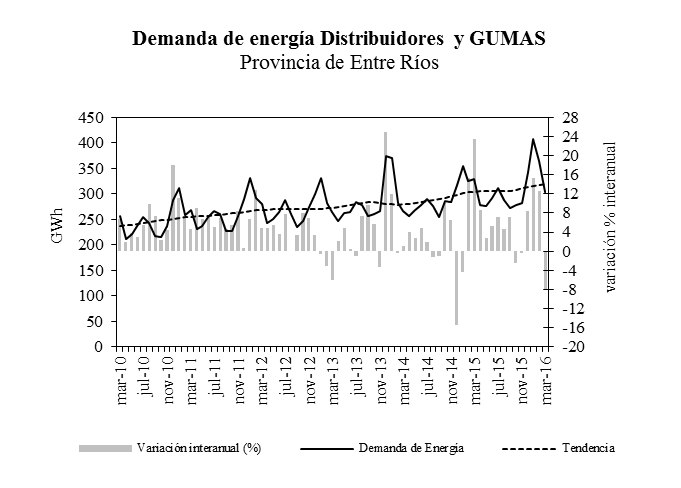 Demanda de energía Distribuidores y GUMAS
Provincia de Entre Ríos
450
400
350
300
250
200
150
100
50
0
GWh
28
24
20
16
12
8
4
0
-4
-8
-12
-16
-20
variación % interanual
mar-10
jul-10
nov-10
mar-11
jul-11
nov-11
mar-12
jul-12
nov-12
mar-13
jul-13
nov-13
mar-14
jul-14
nov-14
mar-15
jul-15
nov-15
mar-16
Variación interanual (%)
Demanda de Energía
Tendencia